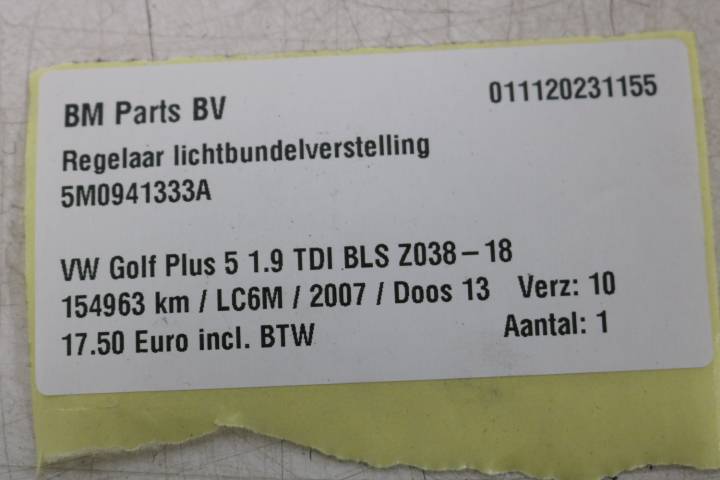 BM Parts BV 011120231155
Regelaar lichtbundelverstelling
5M0941333A
VW Golf Plus 5 1.9 TDI BLS Z038-18
154963 km / LC6M / 2007 / Doos 13 Verz: 10
17.50 Euro incl. BTW Aantal: 1